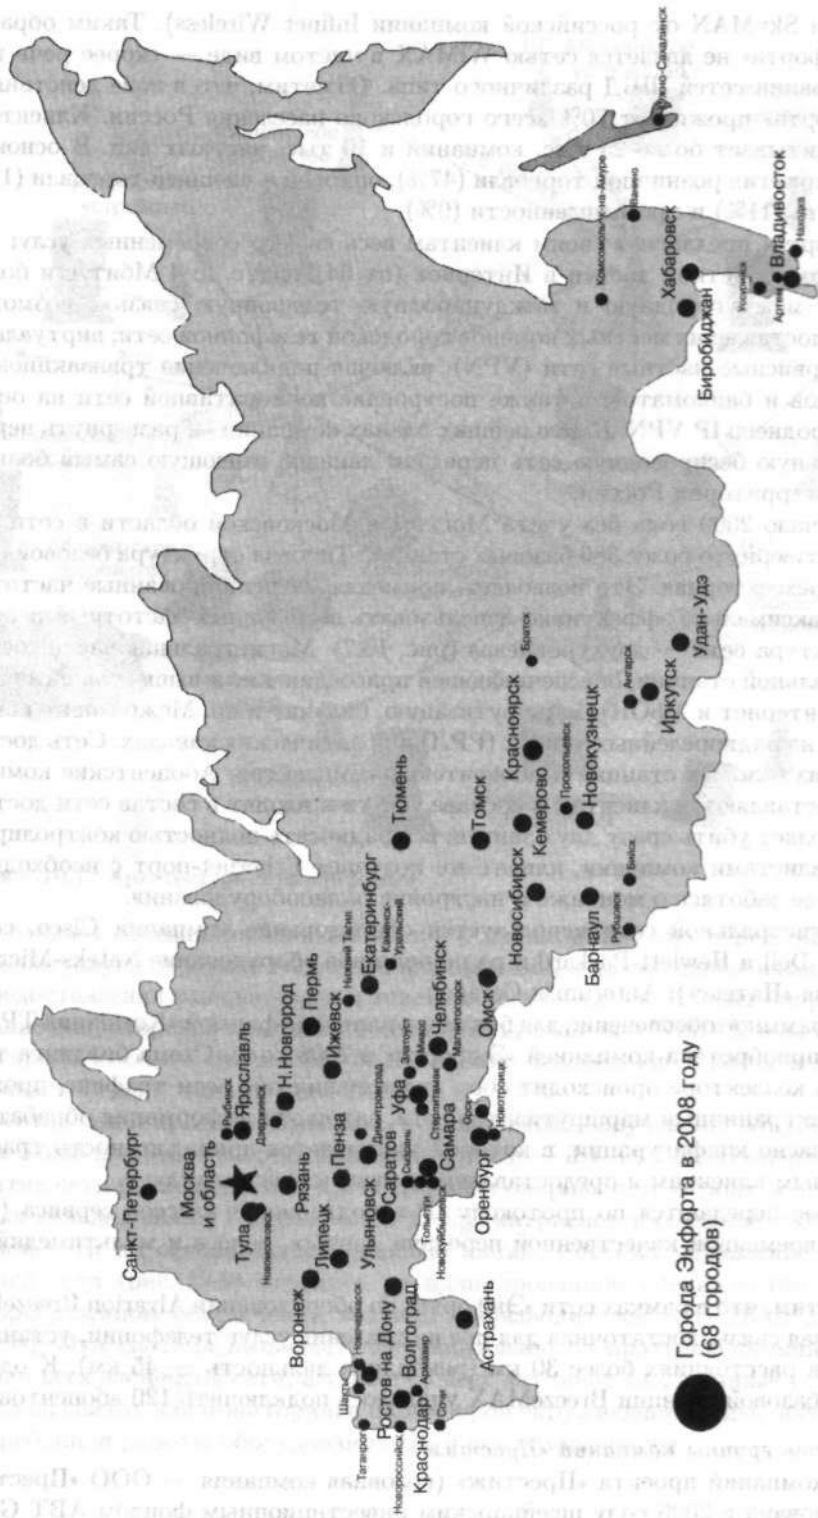 Санкт-Петербург
Москва
и область
Рыбинск
Ярославль
Дзержинск
Н.Новгород
Пермь
Ижевск
Нижний Тагил
Екатеринбург
Каменск
Уральский
Тюмень
Тула
Новомосковск
Рязань
Липецк
Пенза
Воронеж
Ульяновск
Димитровград
Саратов
Сызрань
Тольятти
Новокуйбышевск
Самара
Уфа
Стерлитамак
Златоуст
Миасс
Челябинск
Магнитогорск
Оренбург
Орск
Новотроицк
Омск
Шахты
Новочеркасск
Таганрог
Ростов на Дону
Новороссийск
Волгоград
Краснодар
Армавир
Сочи
Астрахань
Томск
Новосибирск
Кемерово
Красноярск
Братск
Прокопьевск
Новокузнецк
Барнаул
Рубцовск
Бийск
Ангарск
Иркутск
Улан-Удэ
Биробиджан
Хабаровск
Комсомольск-на-Амуре
Ванино
Южно-Сахалинск
Уссурийск
Артем
Владивосток
Находка
Города Энфорта в 2008 году
(68 городов)